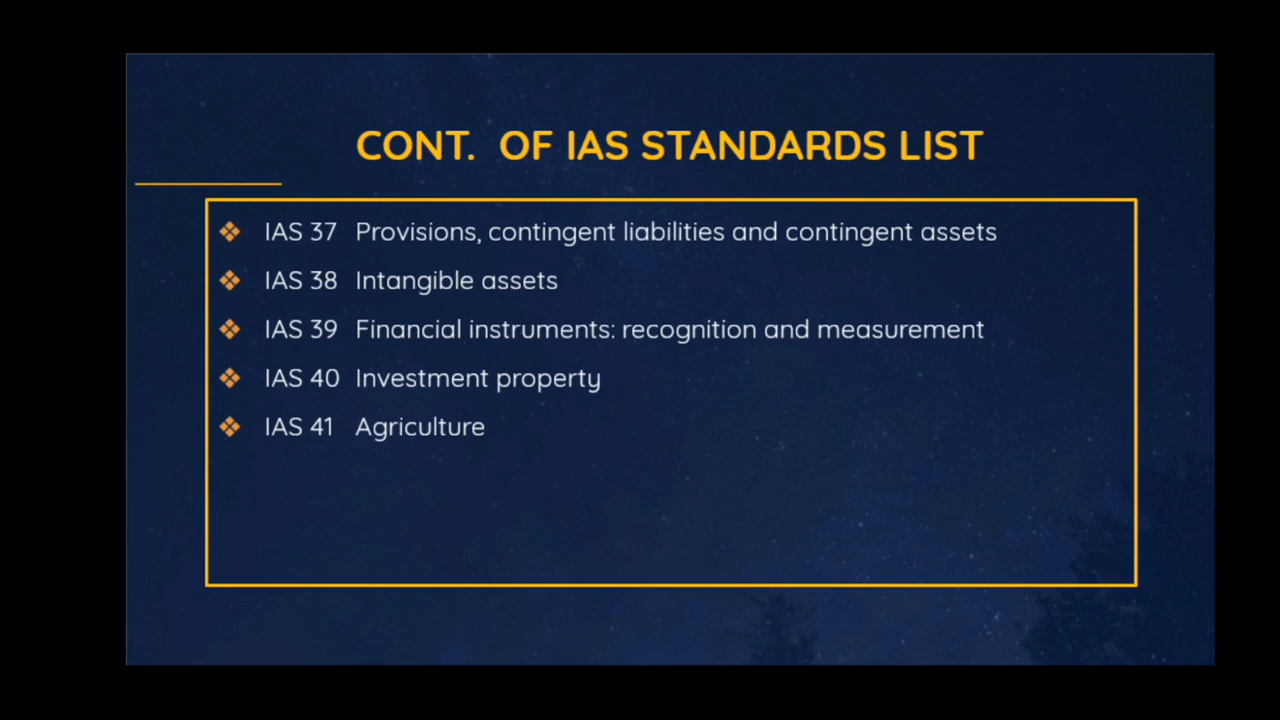 CONT. OF IAS STANDARDS LIST
❖ IAS 37 Provisions, contingent liabilities and contingent assets
❖ IAS 38 Intangible assets
❖ IAS 39 Financial instruments: recognition and measurement
❖ IAS 40 Investment property
❖ IAS 41 Agriculture